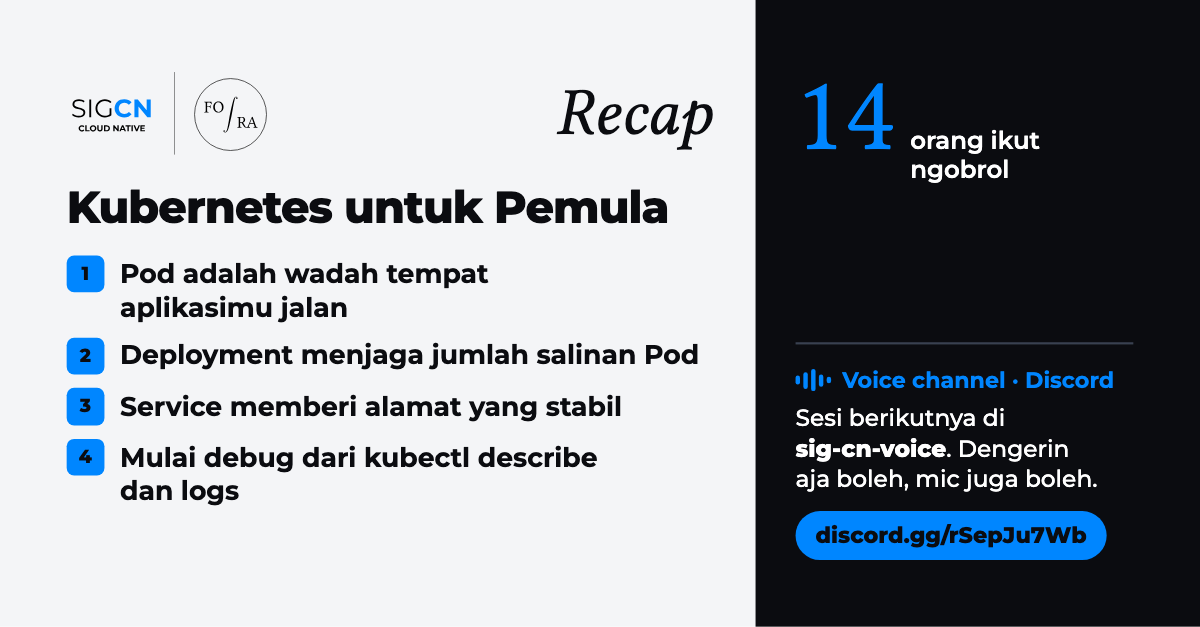 SIGCN
CLOUD NATIVE
FO
RA
Recap
Kubernetes untuk Pemula
1
Pod adalah wadah tempat
aplikasimu jalan
2
Deployment menjaga jumlah salinan Pod
3
Service memberi alamat yang stabil
4
Mulai debug dari kubectl describe
dan logs
14
orang ikut
ngobrol
Voice channel · Discord
Sesi berikutnya di
sig-cn-voice. Dengerin
aja boleh, mic juga boleh.
discord.gg/rSepJu7Wb